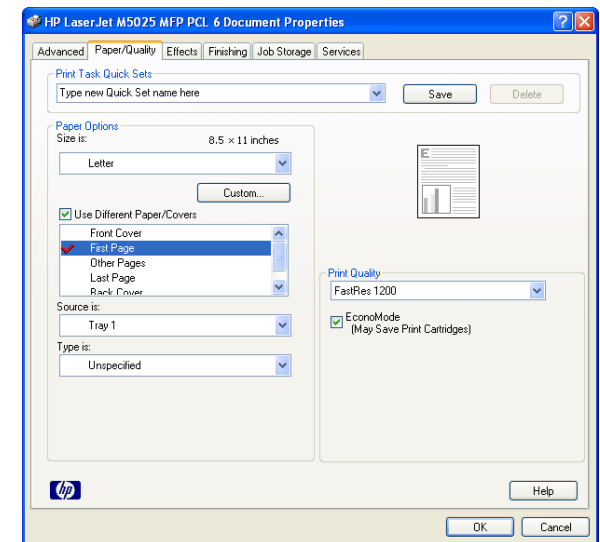 HP LaserJet M5025 MFP PCL 6 Document Properties
Advanced Paper/Quality Effects Finishing Job Storage Services
Print Task Quick Sets
Type new Quick Set name here Save Delete
Paper Options
Size is: 8.5 × 11 inches
Letter
Custom...
Use Different Paper/Covers
Front Cover
First Page
Other Pages
Last Page
Back Cover
Source is:
Tray 1
Type is:
Unspecified
E
Print Quality
FastRes 1200
EconoMode
(May Save Print Cartridges)
hp
Help
OK Cancel